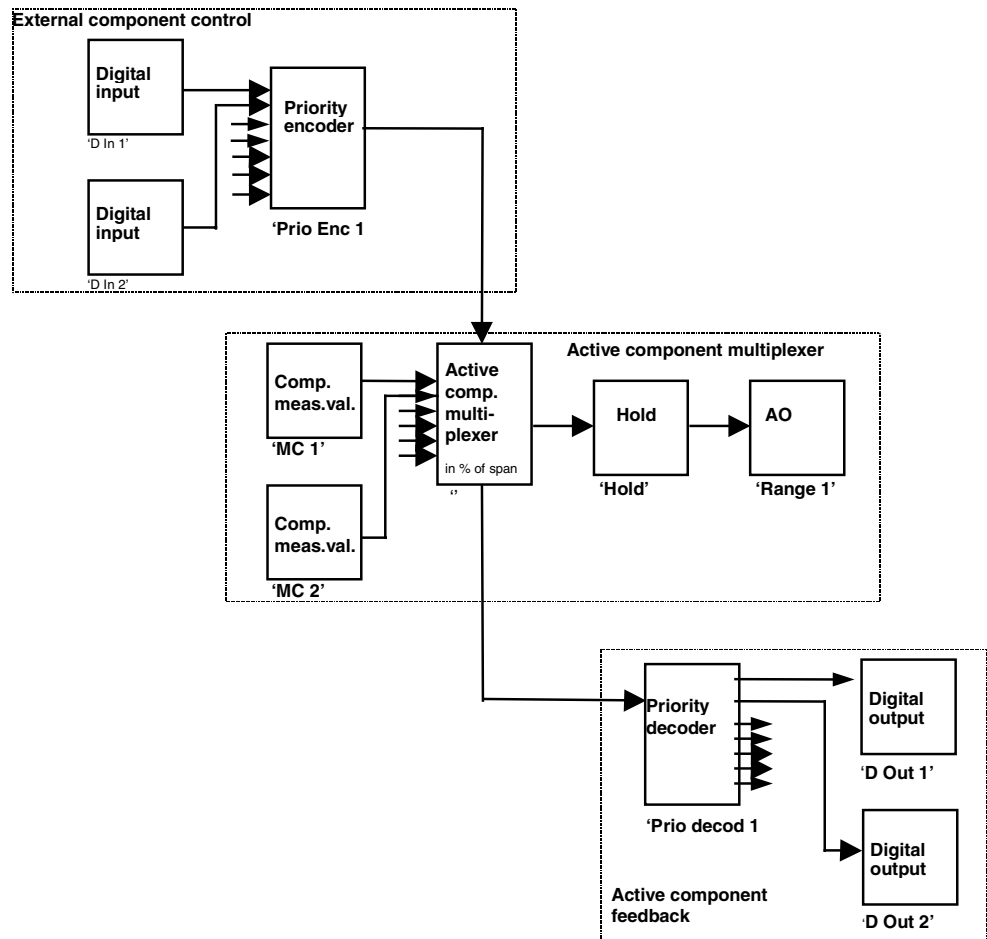 External component control
Digital
input
‘D In 1’
Priority
encoder
‘Prio Enc 1
Digital
input
‘D In 2’
Active component multiplexer
Comp.
meas.val.
‘MC 1’
Active
comp.
multi-
plexer
in % of span
‘’
Hold
‘Hold’
AO
‘Range 1’
Comp.
meas.val.
‘MC 2’
Priority
decoder
‘Prio decod 1
Digital
output
‘D Out 1’
Digital
output
‘D Out 2’
Active component
feedback